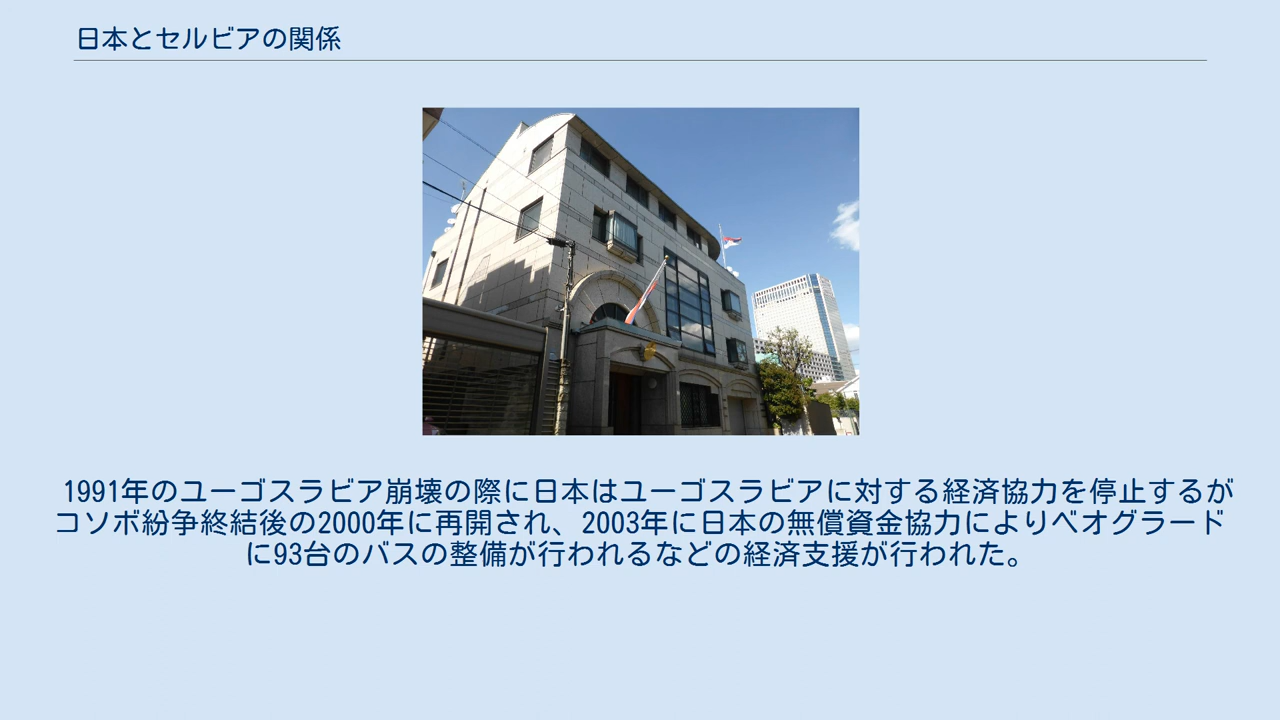 日本とセルビアの関係
1991年のユーゴスラビア崩壊の際に日本はユーゴスラビアに対する経済協力を停止するが
コソボ紛争終結後の2000年に再開され、2003年に日本の無償資金協力によりベオグラード
に93台のバスの整備が行われるなどの経済支援が行われた。